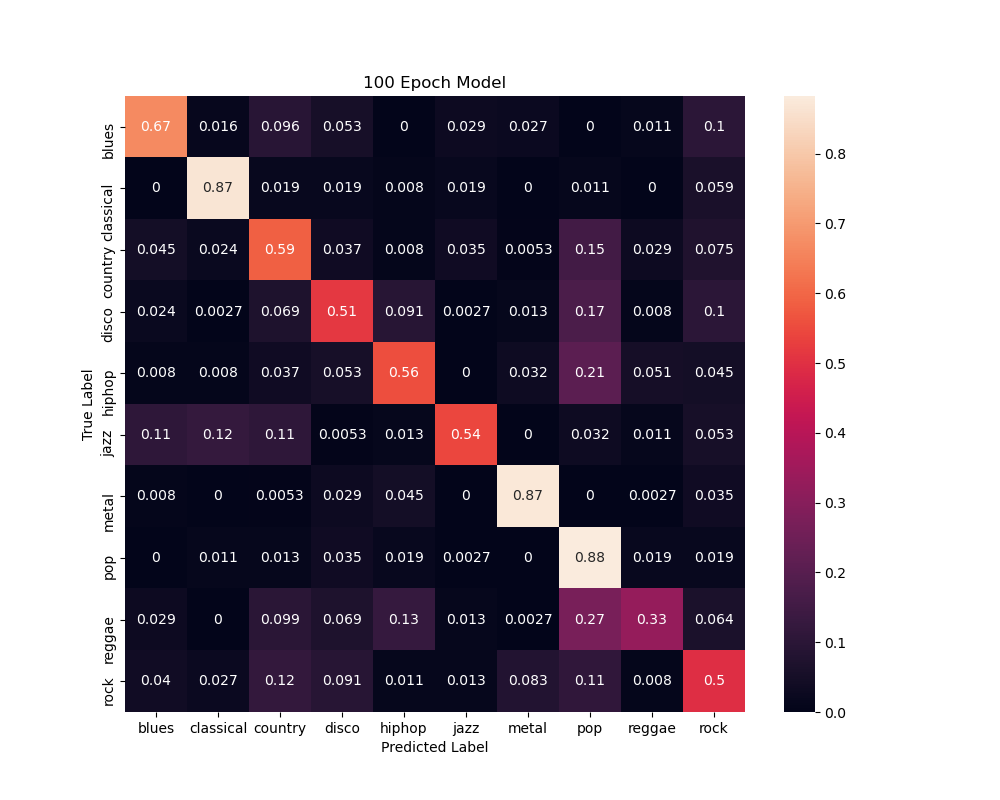 100 Epoch Model
blues 0.67 0.016 0.096 0.053 0 0.029 0.027 0 0.011 0.1
classical 0 0.87 0.019 0.019 0.008 0.019 0 0.011 0 0.059
country 0.045 0.024 0.59 0.037 0.008 0.035 0.0053 0.15 0.029 0.075
disco 0.024 0.0027 0.069 0.51 0.091 0.0027 0.013 0.17 0.008 0.1
hiphop 0.008 0.008 0.037 0.053 0.56 0 0.032 0.21 0.051 0.045
jazz 0.11 0.12 0.11 0.0053 0.013 0.54 0 0.032 0.011 0.053
metal 0.008 0 0.0053 0.029 0.045 0 0.87 0 0.0027 0.035
pop 0 0.011 0.013 0.035 0.019 0.0027 0 0.88 0.019 0.019
reggae 0.029 0 0.099 0.069 0.13 0.013 0.0027 0.27 0.33 0.064
rock 0.04 0.027 0.12 0.091 0.011 0.013 0.083 0.11 0.008 0.5
blues classical country disco hiphop jazz metal pop reggae rock
Predicted Label
True Label
0.8
0.7
0.6
0.5
0.4
0.3
0.2
0.1
0.0